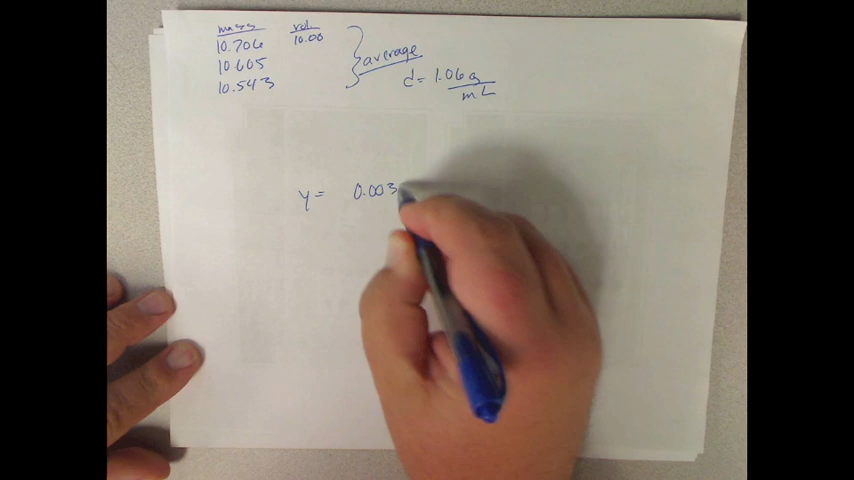 mass vol.
10.706 10.00
10.605
10.543
average
d = 1.06 g
mL
y = 0.003